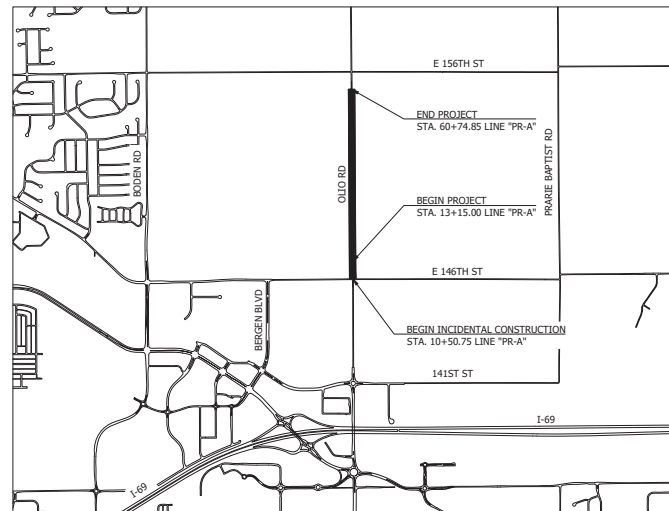 E 156TH ST
END PROJECT
STA. 60+74.85 LINE "PR-A"
BODEN RD
OLIO RD
PRARIE BAPTIST RD
BEGIN PROJECT
STA. 13+15.00 LINE "PR-A"
E 146TH ST
BERGEN BLVD
BEGIN INCIDENTAL CONSTRUCTION
STA. 10+50.75 LINE "PR-A"
141ST ST
I-69
I-69